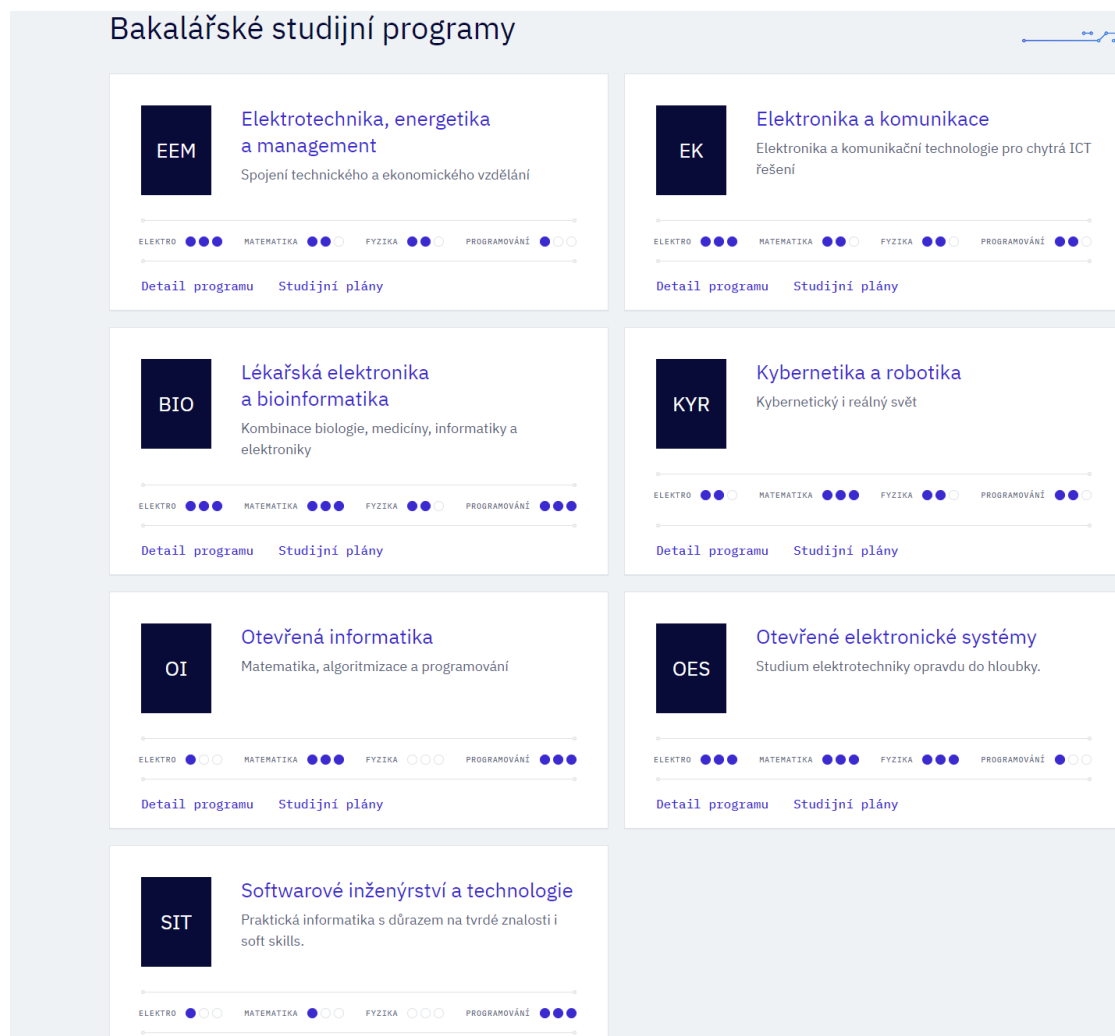 Bakalářské studijní programy
EEM
Elektrotechnika, energetika
a management
Spojení technického a ekonomického vzdělání
ELEKTRO MATEMATIKA FYZIKA PROGRAMOVÁNÍ
Detail programu Studijní plány
EK
Elektronika a komunikace
Elektronika a komunikační technologie pro chytrá ICT
řešení
ELEKTRO MATEMATIKA FYZIKA PROGRAMOVÁNÍ
Detail programu Studijní plány
BIO
Lékařská elektronika
a bioinformatika
Kombinace biologie, medicíny, informatiky a
elektroniky
ELEKTRO MATEMATIKA FYZIKA PROGRAMOVÁNÍ
Detail programu Studijní plány
KYR
Kybernetika a robotika
Kybernetický i reálný svět
ELEKTRO MATEMATIKA FYZIKA PROGRAMOVÁNÍ
Detail programu Studijní plány
OI
Otevřená informatika
Matematika, algoritmizace a programování
ELEKTRO MATEMATIKA FYZIKA PROGRAMOVÁNÍ
Detail programu Studijní plány
OES
Otevřené elektronické systémy
Studium elektrotechniky opravdu do hloubky.
ELEKTRO MATEMATIKA FYZIKA PROGRAMOVÁNÍ
Detail programu Studijní plány
SIT
Softwarové inženýrství a technologie
Praktická informatika s důrazem na tvrdé znalosti i
soft skills.
ELEKTRO MATEMATIKA FYZIKA PROGRAMOVÁNÍ